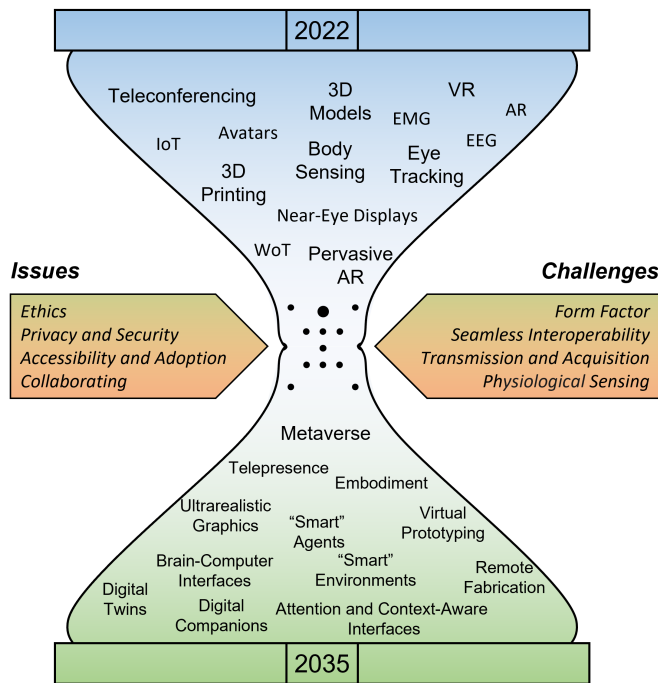 2022
3D
Models
VR
Teleconferencing
AR
EMG
Avatars
IoT
EEG
Body
Sensing
Eye
Tracking
3D
Printing
Near-Eye Displays
WoT
Pervasive
AR
Issues
Challenges
Ethics
Privacy and Security
Accessibility and Adoption
Collaborating
Form Factor
Seamless Interoperability
Transmission and Acquisition
Physiological Sensing
Metaverse
Telepresence
Embodiment
Ultrarealistic
Graphics
“Smart”
Agents
Virtual
Prototyping
Brain-Computer
Interfaces
“Smart”
Environments
Remote
Fabrication
Digital
Twins
Digital
Companions
Attention and Context-Aware
Interfaces
2035